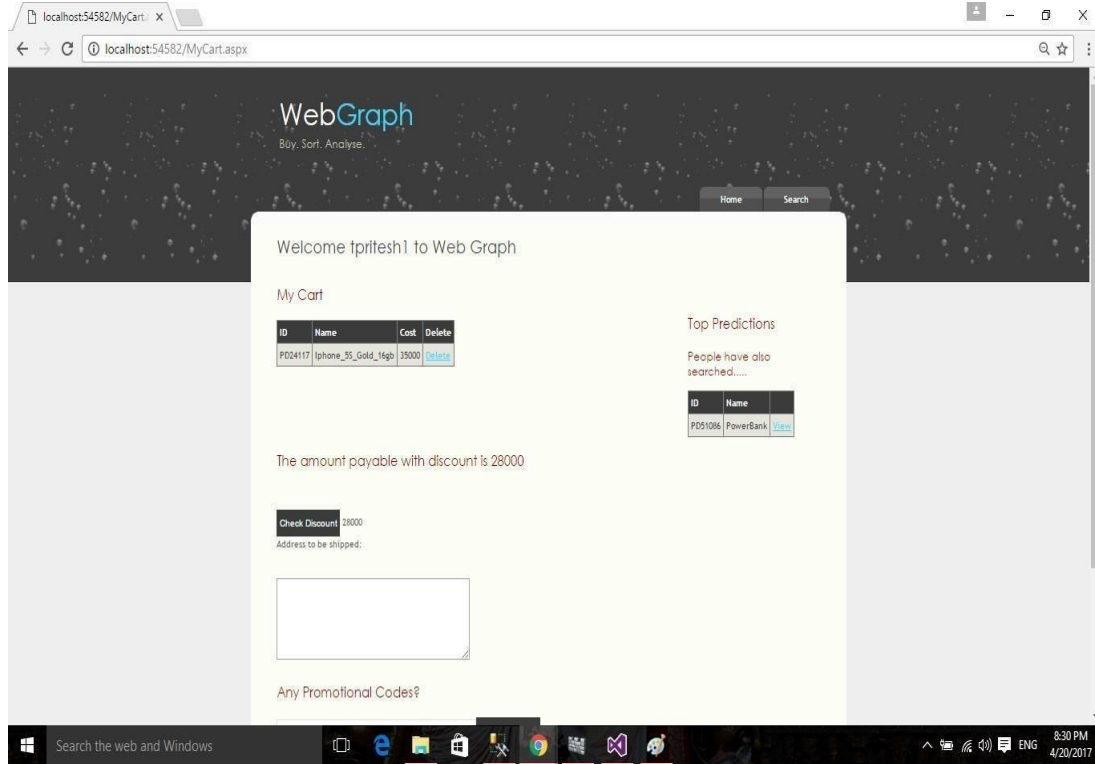 localhost:54582/MyCart.
localhost:54582/MyCart.aspx
WebGraph
Buy. Sort. Analyse.
Home Search
Welcome tpritesh1 to Web Graph
My Cart
ID Name Cost Delete
PD24117 Iphone_5S_Gold_16gb 35000 Delete
Top Predictions
People have also
searched.....
ID Name
PD51086 PowerBank View
The amount payable with discount is 28000
Check Discount 28000
Address to be shipped:
Any Promotional Codes?
Search the web and Windows
ENG
8:30 PM
4/20/2017